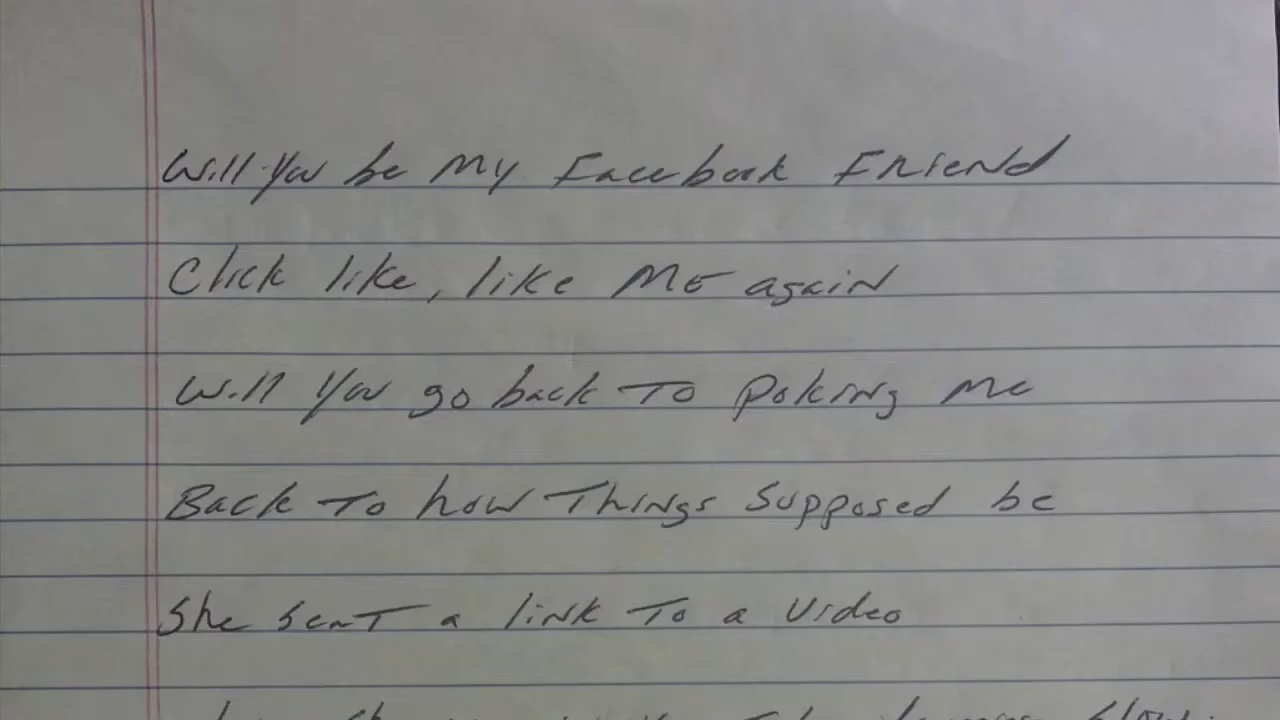 Will you be My Facebook Friend
Click like, like ME again
Will You go back To poking Me
Back To how Things Supposed be
She sent a link To a Video